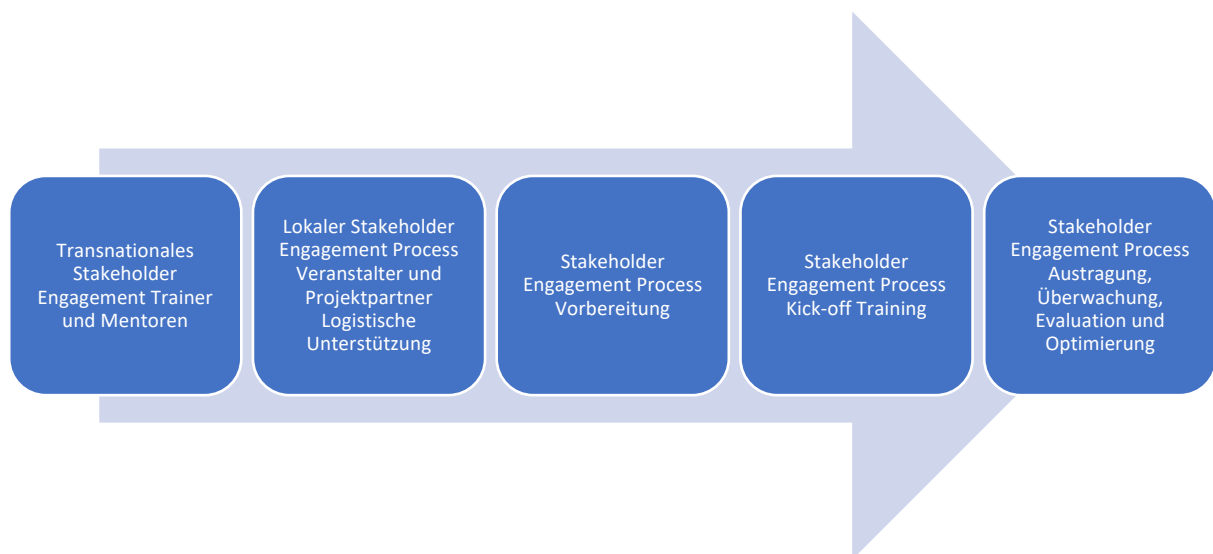 Transnationales
Stakeholder
Engagement Trainer
und Mentoren
Lokaler Stakeholder
Engagement Process
Veranstalter und
Projektpartner
Logistische
Unterstützung
Stakeholder
Engagement Process
Vorbereitung
Stakeholder
Engagement Process
Kick-off Training
Stakeholder
Engagement Process
Austragung,
Überwachung,
Evaluation und
Optimierung